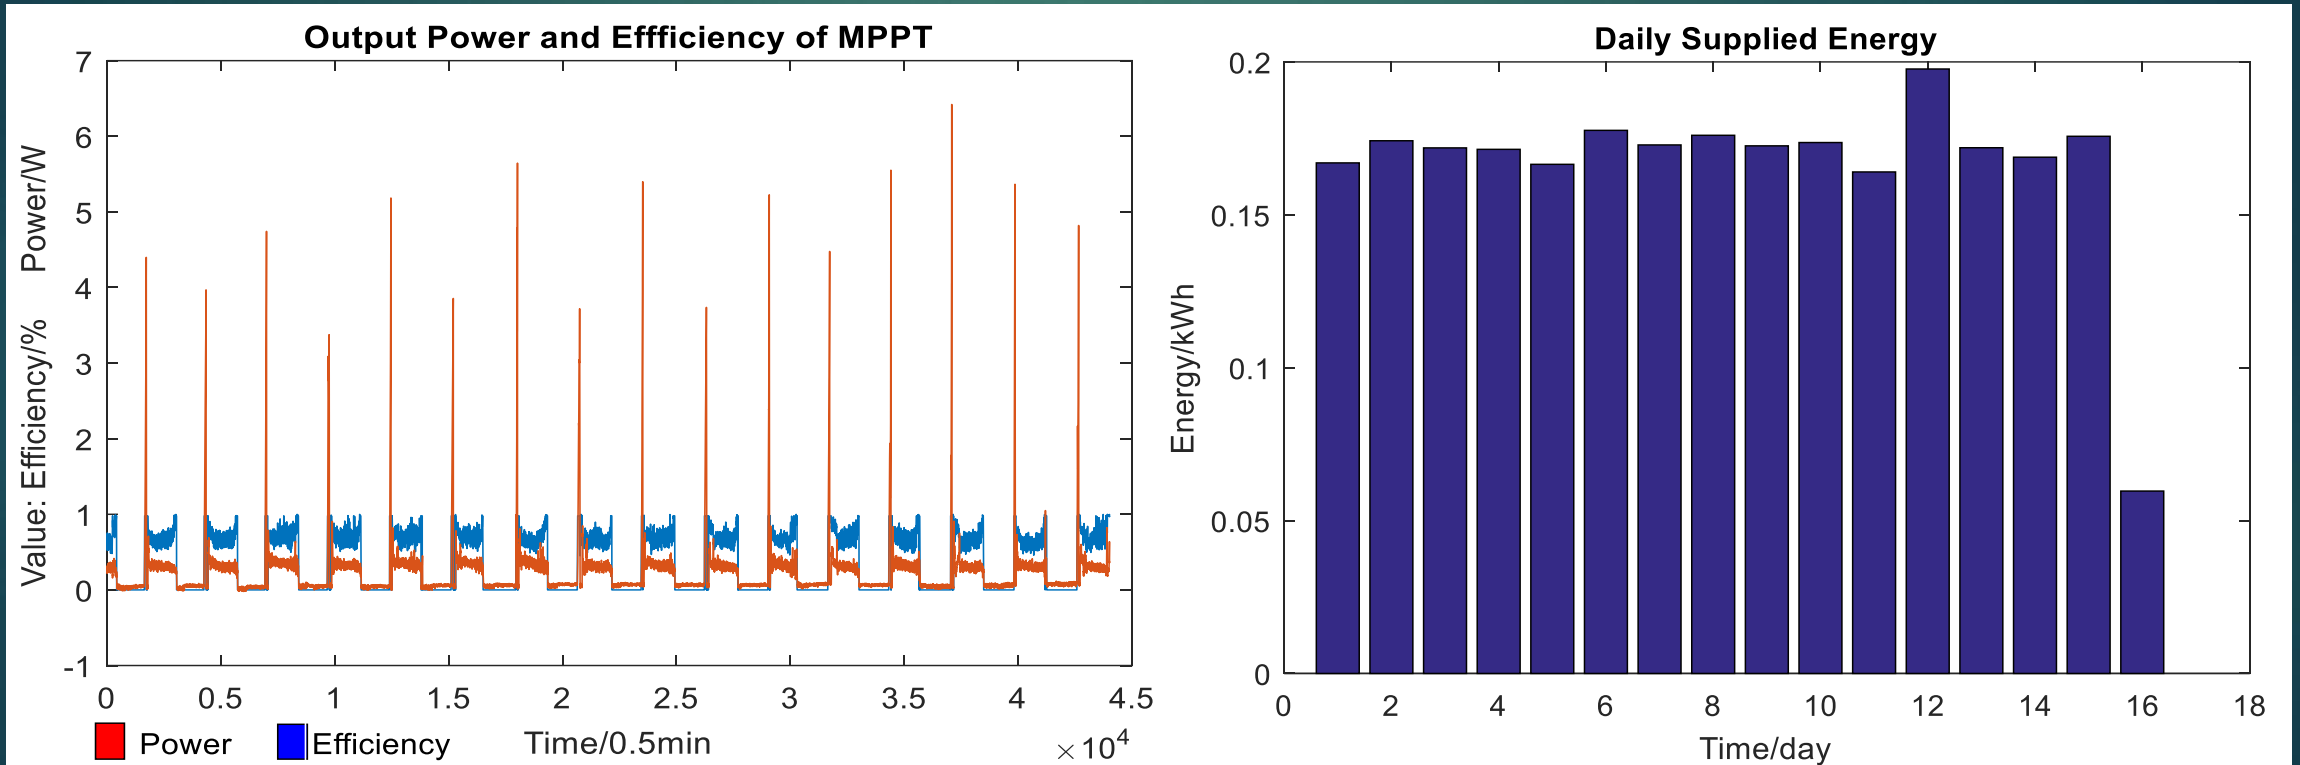 Output Power and Effficiency of MPPT
Value: Efficiency/% Power/W
7
6
5
4
3
2
1
0
-1
0 0.5 1 1.5 2 2.5 3 3.5 4 4.5
Power Efficiency Time/0.5min ×10⁴
Daily Supplied Energy
Energy/kWh
0.2
0.15
0.1
0.05
0
0 2 4 6 8 10 12 14 16 18
Time/day